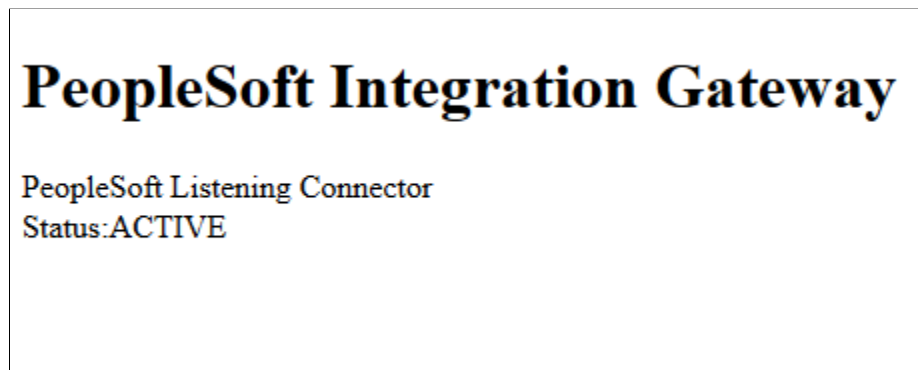 PeopleSoft Integration Gateway
PeopleSoft Listening Connector
Status:ACTIVE